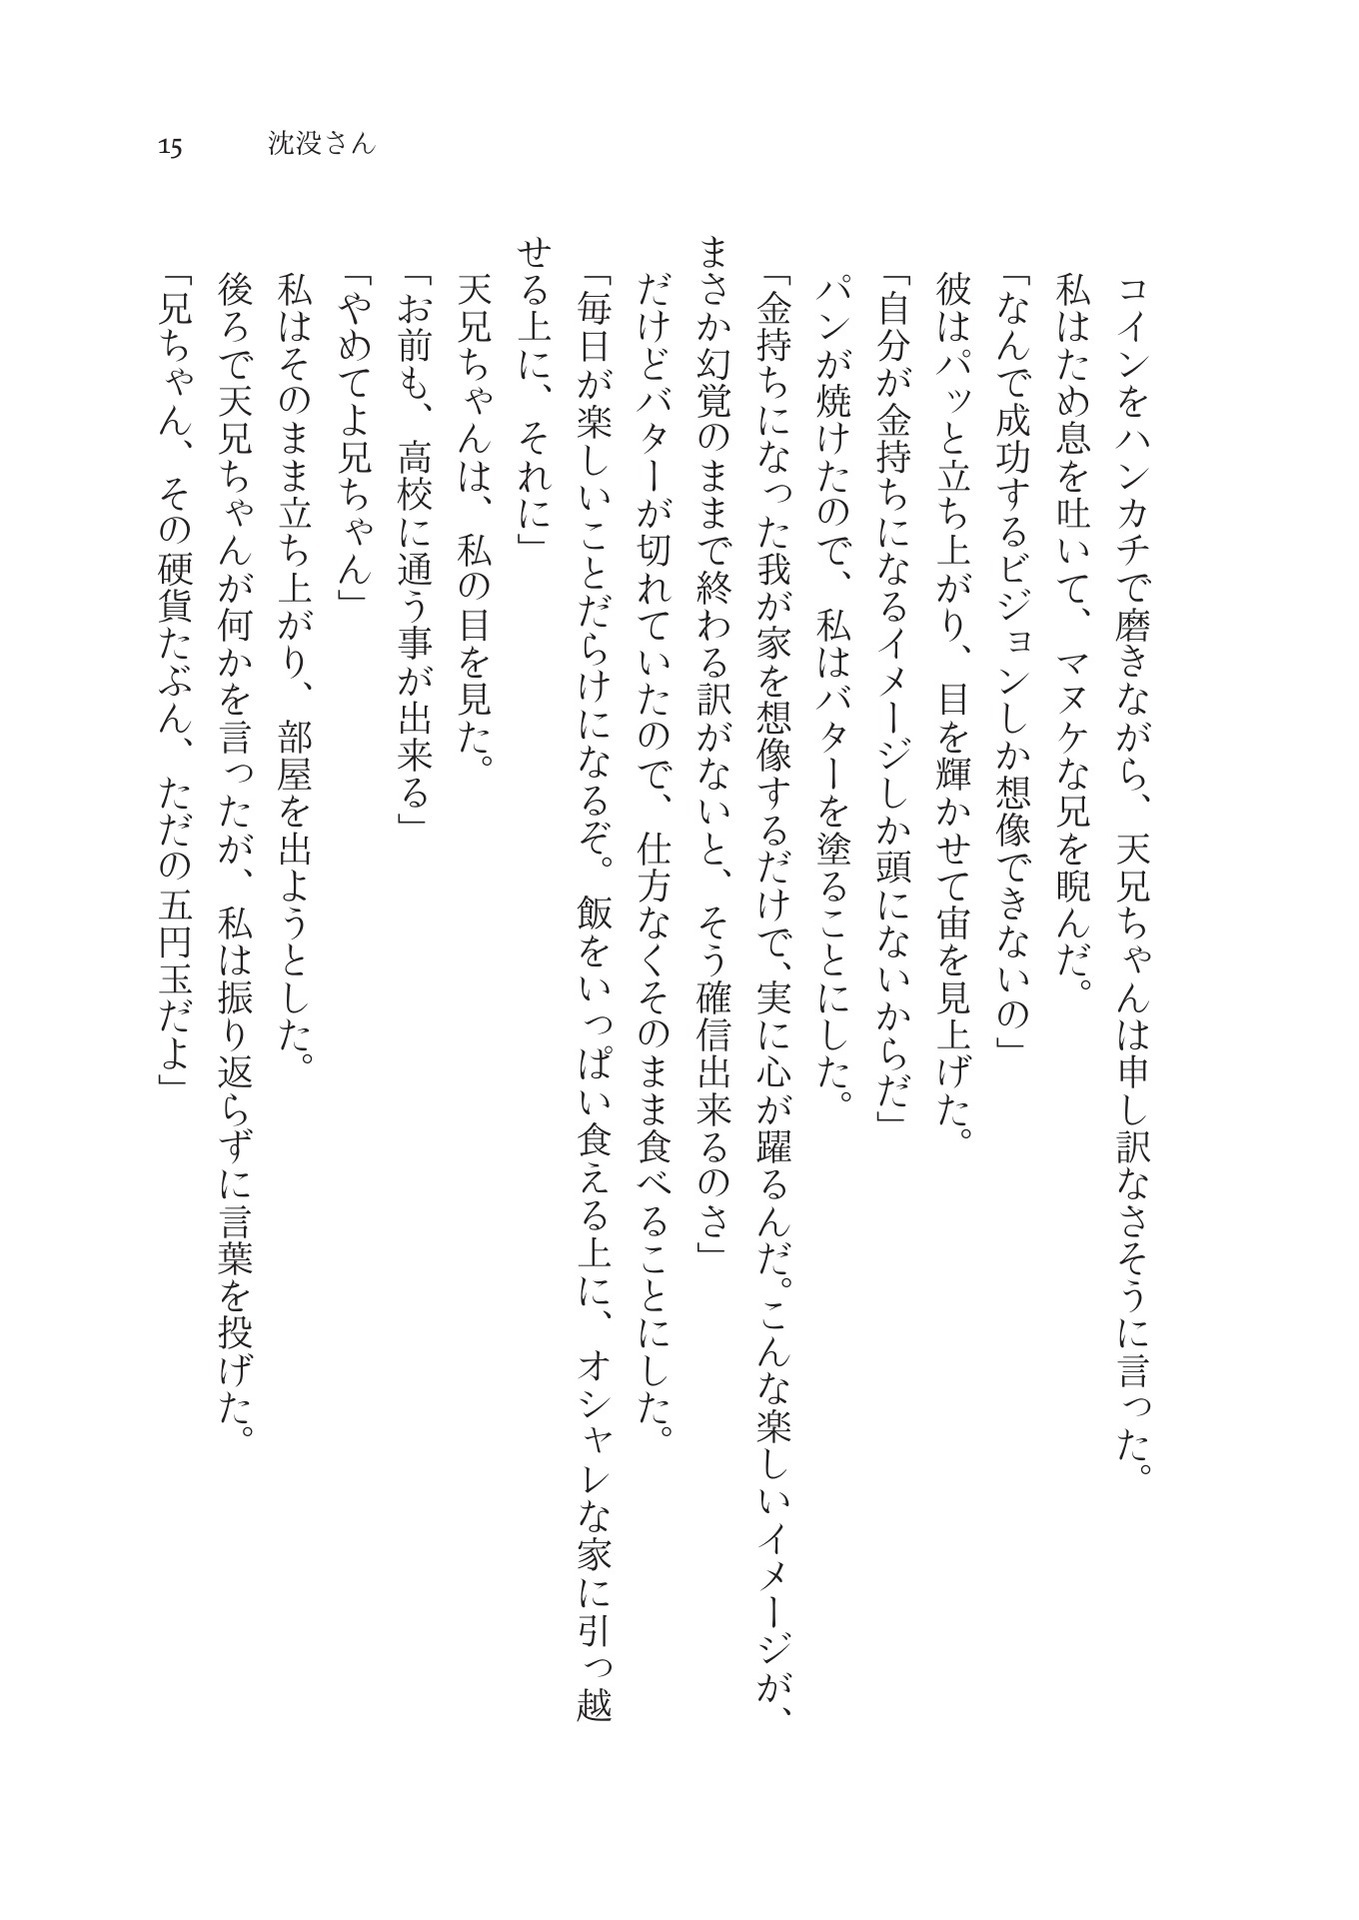 15 沈没さん
コインをハンカチで磨きながら、天兄ちゃんは申し訳なさそうに言った。
私はため息を吐いて、マヌケな兄を睨んだ。
「なんで成功するビジョンしか想像できないの」
彼はパッと立ち上がり、目を輝かせて宙を見上げた。
「自分が金持ちになるイメージしか頭にないからだ」
パンが焼けたので、私はバターを塗ることにした。
「金持ちになった我が家を想像するだけで、実に心が躍るんだ。こんな楽しいイメージが、
まさか幻覚のままで終わる訳がないと、そう確信出来るのさ」
だけどバターが切れていたので、仕方なくそのまま食べることにした。
「毎日が楽しいことだらけになるぞ。飯をいっぱい食える上に、オシャレな家に引っ越
せる上に、それに」
天兄ちゃんは、私の目を見た。
「お前も、高校に通う事が出来る」
「やめてよ兄ちゃん」
私はそのまま立ち上がり、部屋を出ようとした。
後ろで天兄ちゃんが何かを言ったが、私は振り返らずに言葉を投げた。
「兄ちゃん、その硬貨たぶん、ただの五円玉だよ」